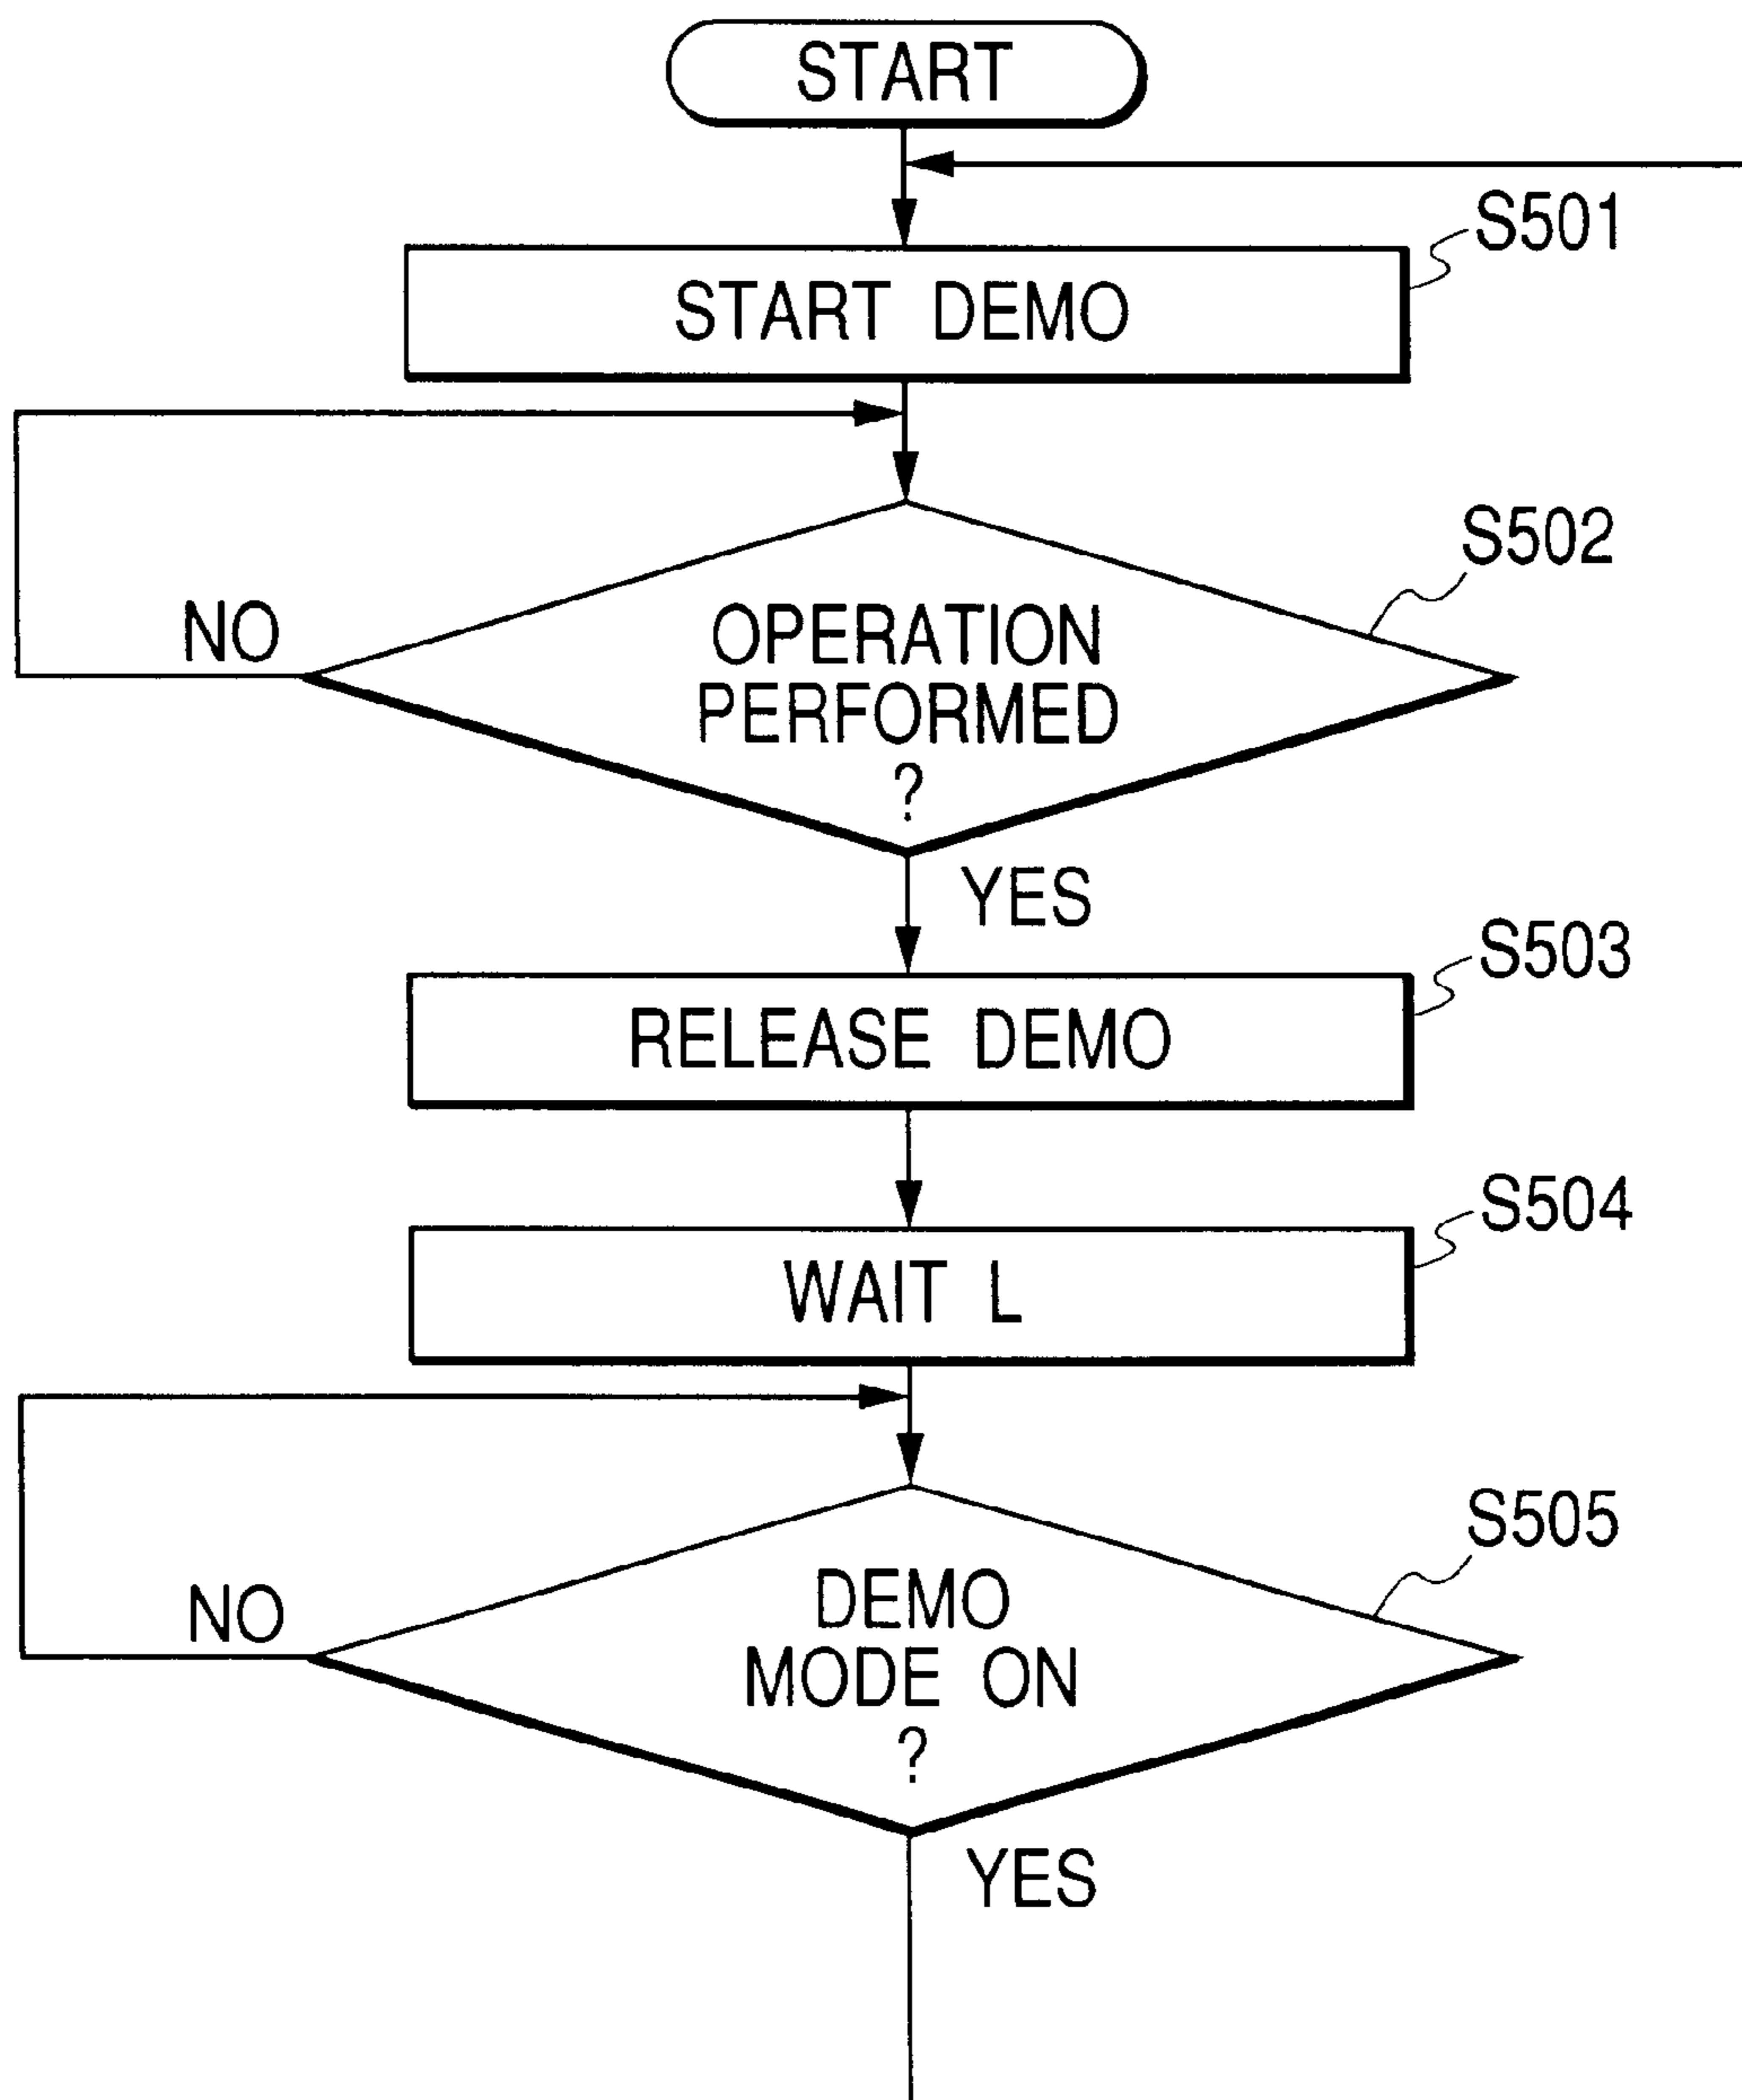 START
S501
START DEMO
S502
NO
OPERATION
PERFORMED
?
YES
S503
RELEASE DEMO
S504
WAIT L
S505
NO
DEMO
MODE ON
?
YES